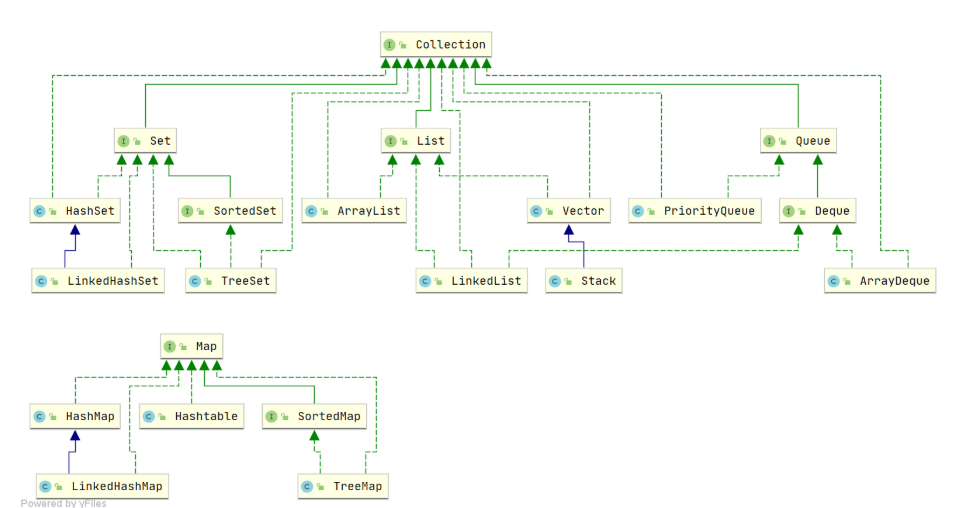 Collection
Set
List
Queue
HashSet
SortedSet
ArrayList
Vector
PriorityQueue
Deque
LinkedHashSet
TreeSet
LinkedList
Stack
ArrayDeque
Map
HashMap
Hashtable
SortedMap
LinkedHashMap
TreeMap
Powered by yFiles